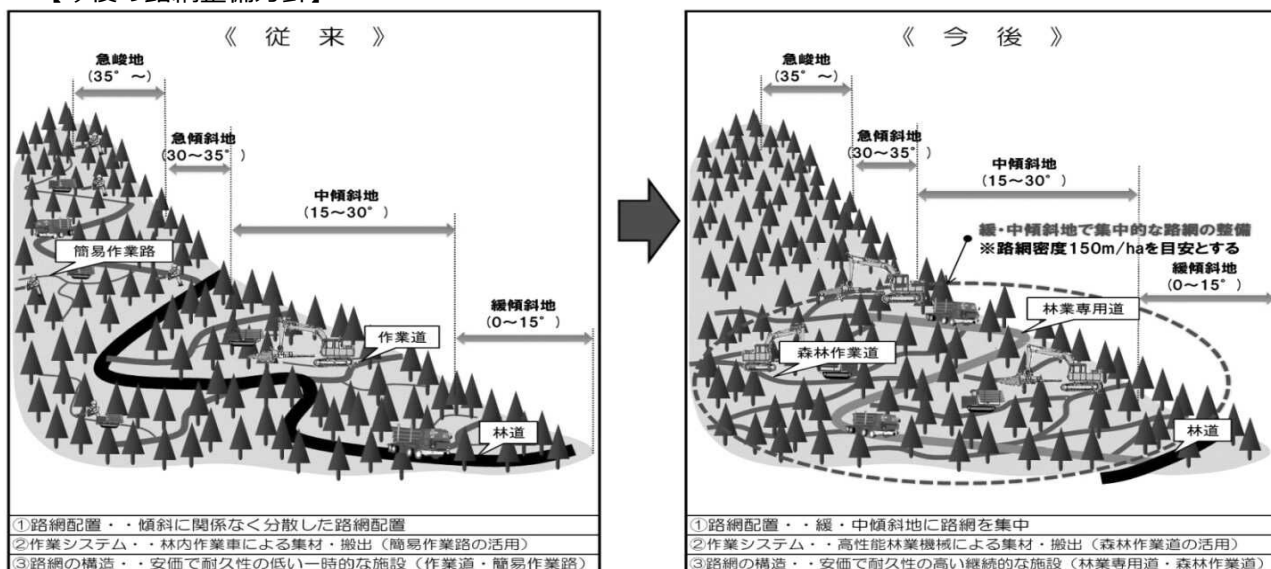 《 従 来 》
急峻地
(35° ~)
急傾斜地
(30~35°)
中傾斜地
(15~30°)
簡易作業路
緩傾斜地
(0~15°)
作業道
林道
①路網配置・・傾斜に関係なく分散した路網配置
②作業システム・・林内作業車による集材・搬出(簡易作業路の活用)
③路網の構造・・安価で耐久性の低い一時的な施設(作業道・簡易作業路)
《 今 後 》
急峻地
(35° ~)
急傾斜地
(30~35°)
中傾斜地
(15~30°)
緩・中傾斜地で集中的な路網の整備
※路網密度150m/haを目安とする
緩傾斜地
(0~15°)
林業専用道
森林作業道
林道
①路網配置・・緩・中傾斜地に路網を集中
②作業システム・・高性能林業機械による集材・搬出(森林作業道の活用)
③路網の構造・・安価で耐久性の高い継続的な施設(林業専用道・森林作業道)